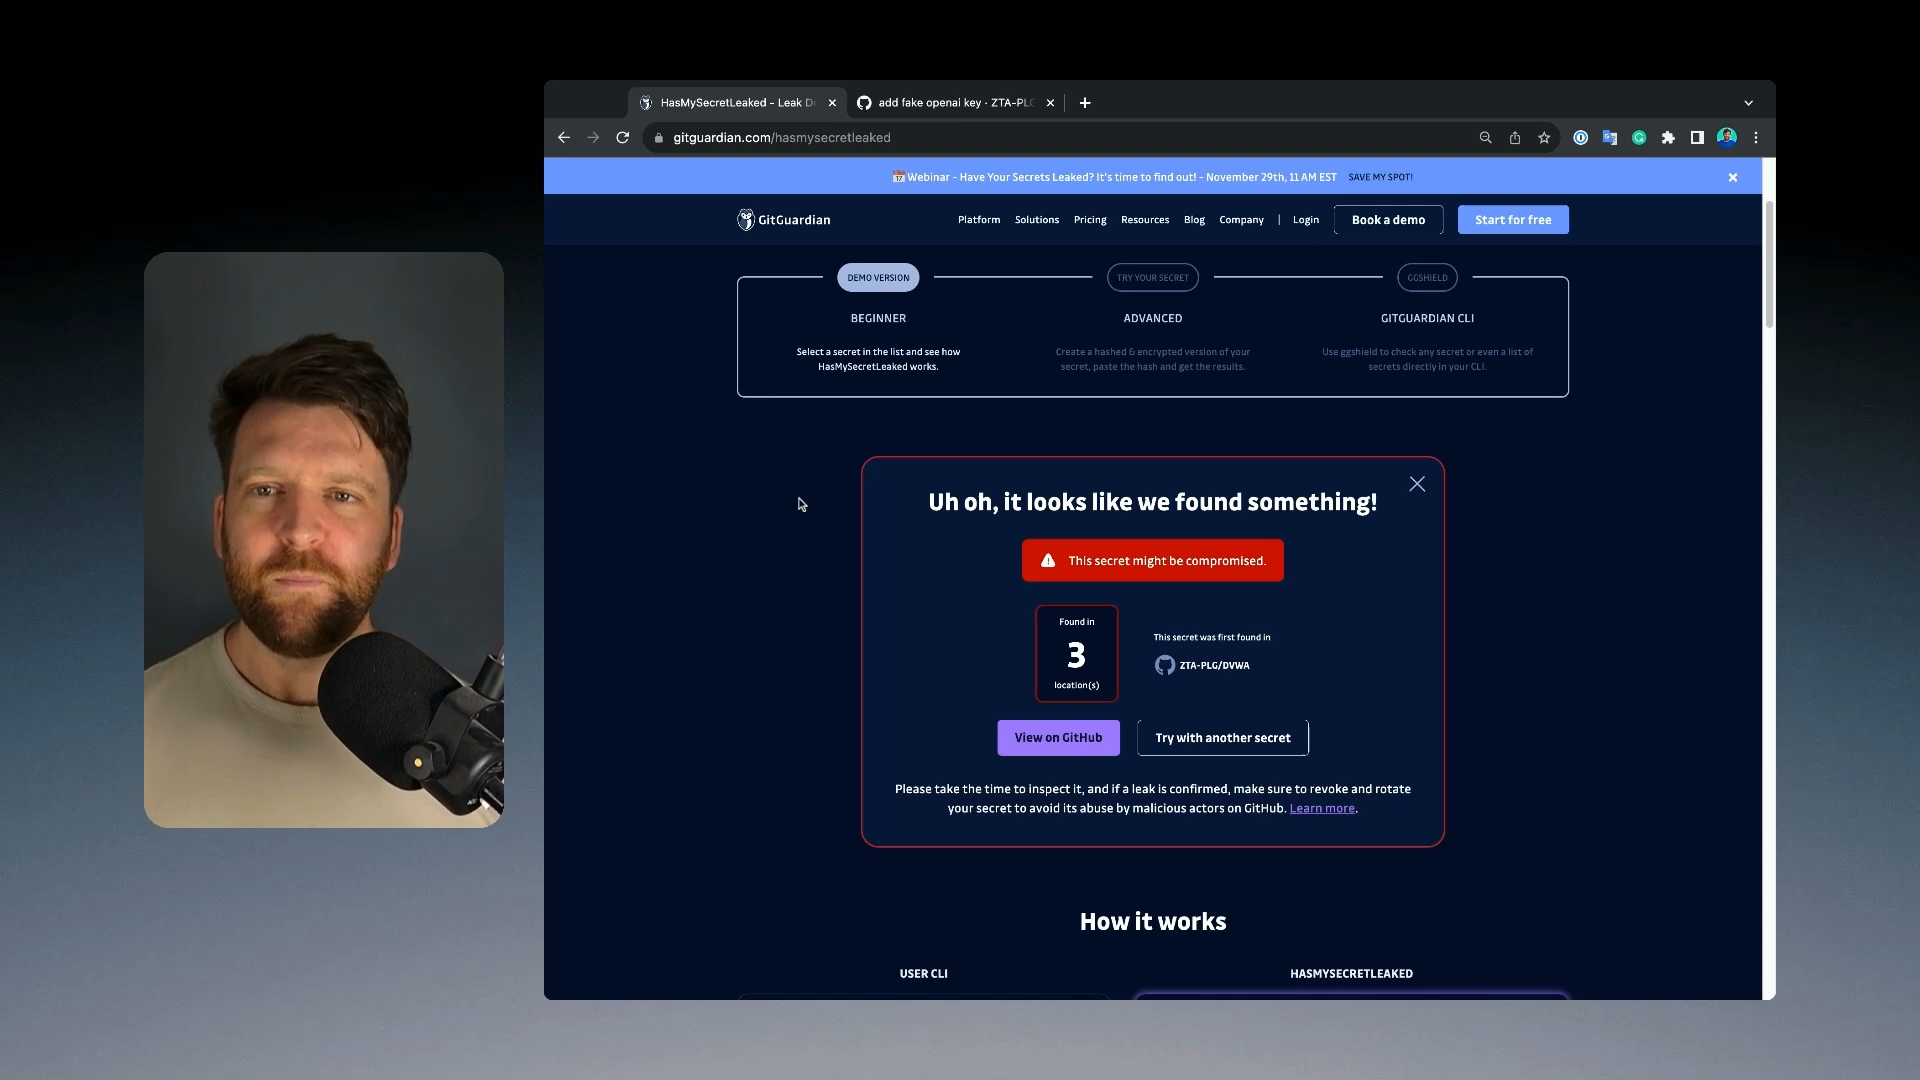 HasMySecretLeaked - Leak D
add fake openai key · ZTA-PLG
gitguardian.com/hasmysecretleaked
Webinar - Have Your Secrets Leaked? It's time to find out! - November 29th, 11 AM EST SAVE MY SPOT!
GitGuardian
Platform Solutions Pricing Resources Blog Company | Login Book a demo Start for free
DEMO VERSION TRY YOUR SECRET GGSHIELD
BEGINNER ADVANCED GITGUARDIAN CLI
Select a secret in the list and see how
HasMySecretLeaked works.
Create a hashed & encrypted version of your
secret, paste the hash and get the results.
Use ggshield to check any secret or even a list of
secrets directly in your CLI.
Uh oh, it looks like we found something!
This secret might be compromised.
Found in
3
location(s)
This secret was first found in
ZTA-PLG/DVWA
View on GitHub
Try with another secret
Please take the time to inspect it, and if a leak is confirmed, make sure to revoke and rotate
your secret to avoid its abuse by malicious actors on GitHub. Learn more.
How it works
USER CLI HASMYSECRETLEAKED